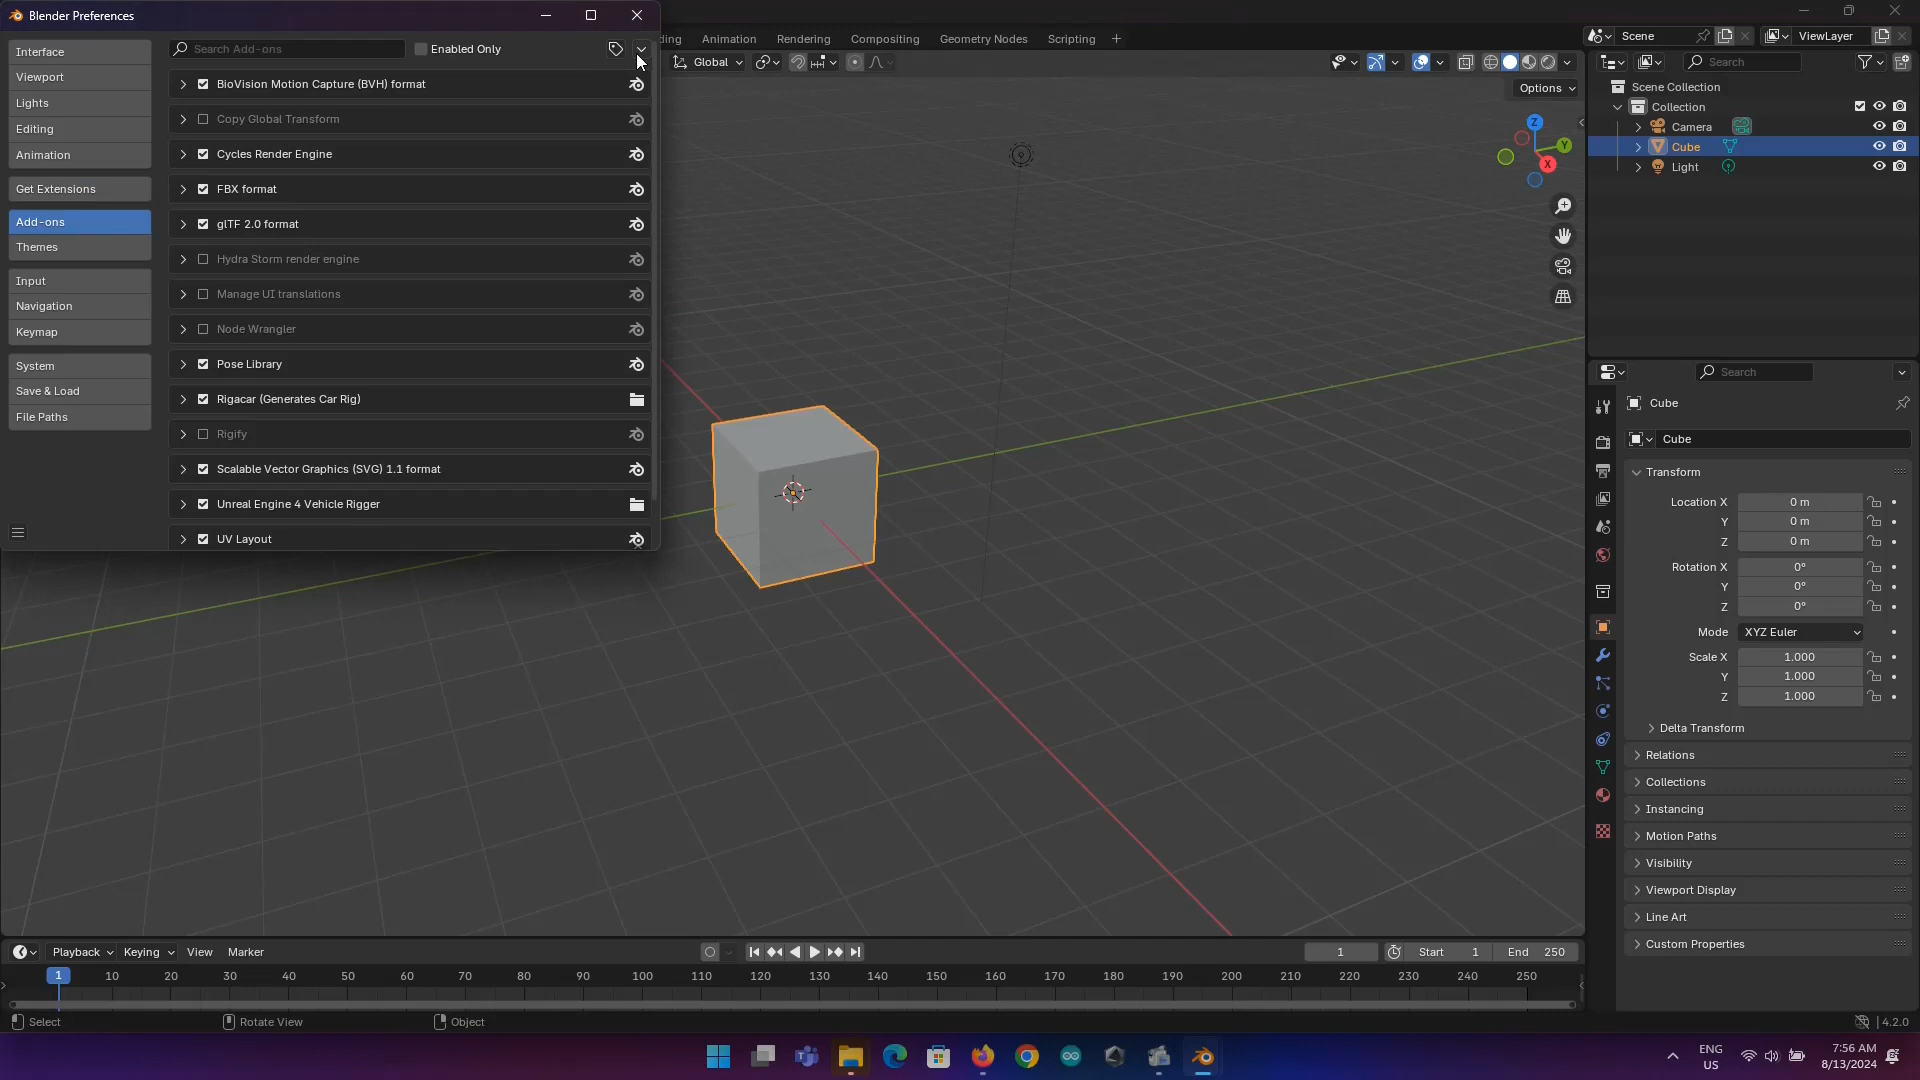 Blender Preferences
Interface
Viewport
Lights
Editing
Animation
Get Extensions
Add-ons
Themes
Input
Navigation
Keymap
System
Save & Load
File Paths
Search Add-ons
Enabled Only
BioVision Motion Capture (BVH) format
Copy Global Transform
Cycles Render Engine
FBX format
glTF 2.0 format
Hydra Storm render engine
Manage UI translations
Node Wrangler
Pose Library
Rigacar (Generates Car Rig)
Rigify
Scalable Vector Graphics (SVG) 1.1 format
Unreal Engine 4 Vehicle Rigger
UV Layout
ding Animation Rendering Compositing Geometry Nodes Scripting +
Global
Options
Z
Y
X
Scene
ViewLayer
Search
Scene Collection
Collection
Camera
Cube
Light
Search
Cube
Cube
Transform
Location X 0 m
Y 0 m
Z 0 m
Rotation X 0°
Y 0°
Z 0°
Mode XYZ Euler
Scale X 1.000
Y 1.000
Z 1.000
Delta Transform
Relations
Collections
Instancing
Motion Paths
Visibility
Viewport Display
Line Art
Custom Properties
Playback Keying View Marker
1 Start 1 End 250
1 10 20 30 40 50 60 70 80 90 100 110 120 130 140 150 160 170 180 190 200 210 220 230 240 250
Select Rotate View Object
4.2.0
ENG
US
7:56 AM
8/13/2024